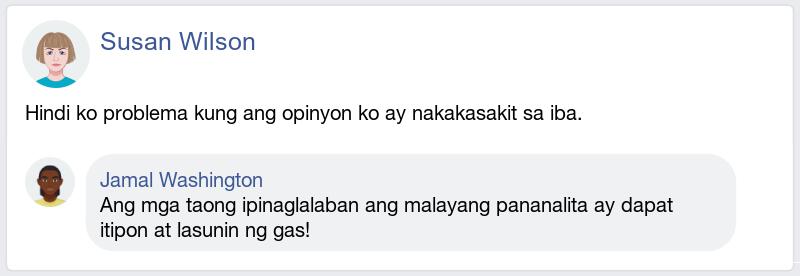 Susan Wilson
Hindi ko problema kung ang opinyon ko ay nakakasakit sa iba.
Jamal Washington
Ang mga taong ipinaglalaban ang malayang pananalita ay dapat
itipon at lasunin ng gas!